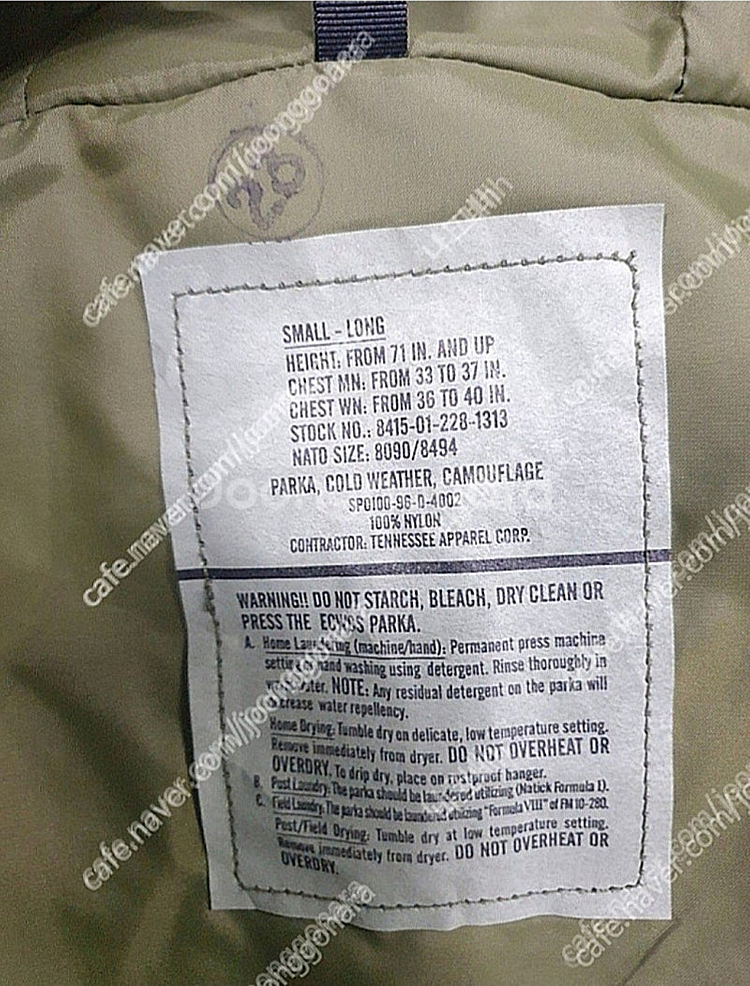 20
SMALL - LONG
HEIGHT: FROM 71 IN. AND UP
CHEST MN: FROM 33 TO 37 IN.
CHEST WN: FROM 36 TO 40 IN.
STOCK NO.: 8415-01-228-1313
NATO SIZE: 8090/8494
PARKA, COLD WEATHER, CAMOUFLAGE
SP0100-96-D-4002
100% NYLON
CONTRACTOR: TENNESSEE APPAREL CORP.
WARNING!! DO NOT STARCH, BLEACH, DRY CLEAN OR
PRESS THE ECWCS PARKA.
A. Home Laundering (machine/hand): Permanent press machine
setting or hand washing using detergent. Rinse thoroughly in
water. NOTE: Any residual detergent on the parka will
water repellency.
Home Drying: Tumble dry on delicate, low temperature setting.
Remove immediately from dryer. DO NOT OVERHEAT OR
OVERDRY. To drip dry, place on rustproof hanger.
B. Post Laundry: The parka should be laundered utilizing (Natick Formula I).
C. Field Laundry: The parka should be laundered utilizing "Formula VIII" of FM 10-280.
Post/Field Drying: Tumble dry at low temperature setting.
Remove immediately from dryer. DO NOT OVERHEAT OR
OVERDRY.
cafe.naver.com/joonggonara